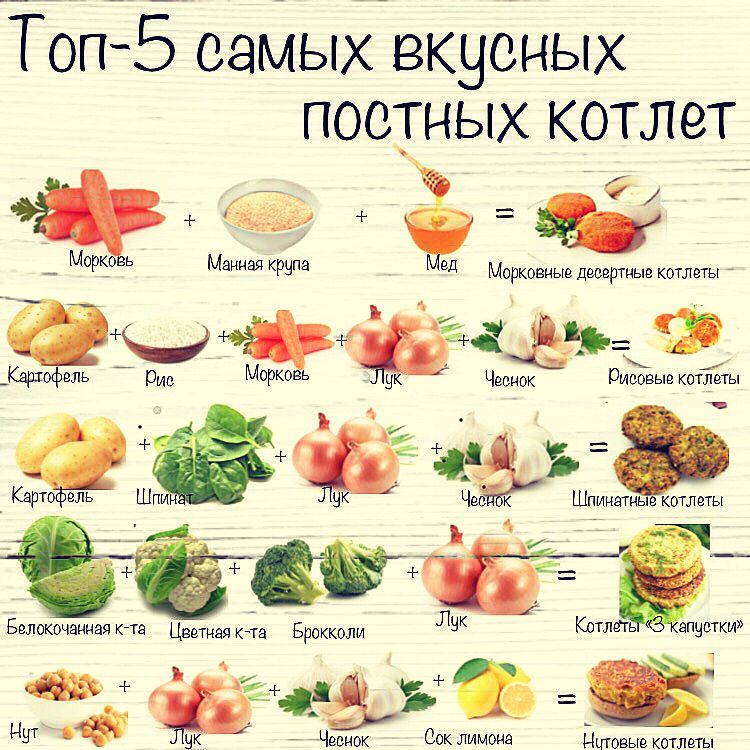 Топ-5 самых вкусных
постных котлет
+ + =
Морковь Манная крупа Мед Морковные десертные котлеты
+ + + + =
Картофель Рис Морковь Лук Чеснок Рисовые котлеты
+ + + =
Картофель Шпинат Лук Чеснок Шпинатные котлеты
+ + + =
Белокочанная к-та Цветная к-та Брокколи Лук Котлеты «3 капустки»
+ + + =
Нут Лук Чеснок Сок лимона Нутовые котлеты